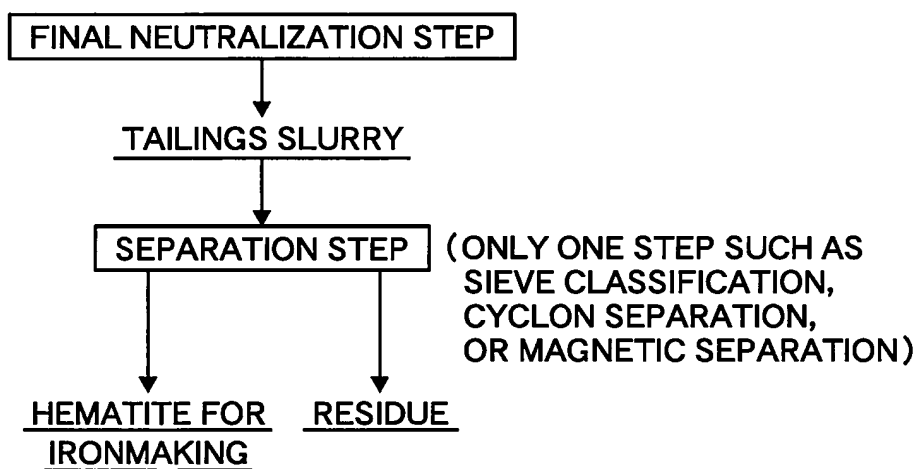 FINAL NEUTRALIZATION STEP
TAILINGS SLURRY
SEPARATION STEP
(ONLY ONE STEP SUCH AS
SIEVE CLASSIFICATION,
CYCLON SEPARATION,
OR MAGNETIC SEPARATION)
HEMATITE FOR
IRONMAKING
RESIDUE